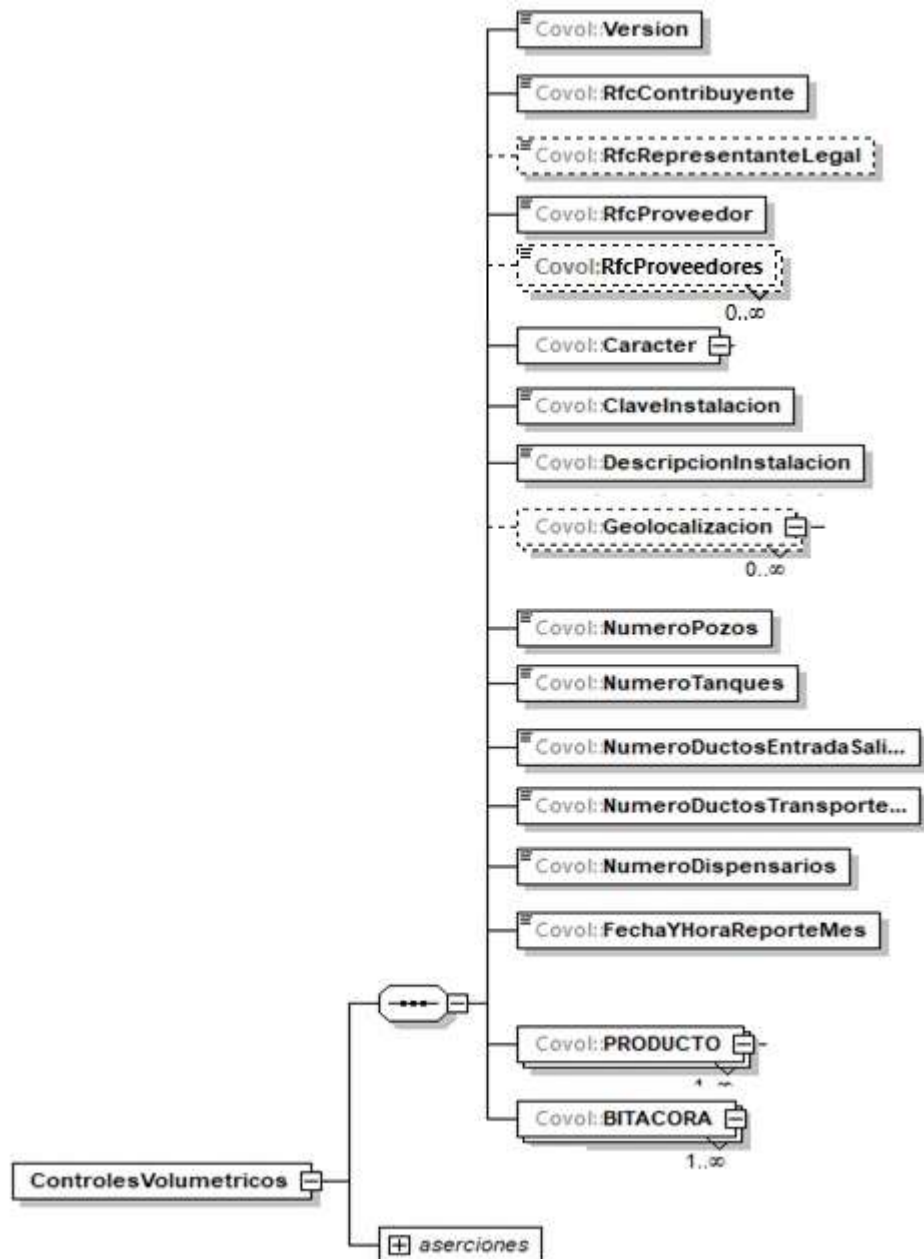 Covol::Version
Covol::RfcContribuyente
Covol::RfcRepresentanteLegal
Covol::RfcProveedor
Covol:RfcProveedores
0..∞
Covol::Caracter
Covol::ClaveInstalacion
Covol::DescripcionInstalacion
Covol::Geolocalizacion
0..∞
Covol::NumeroPozos
Covol::NumeroTanques
Covol::NumeroDuctosEntradaSali...
Covol::NumeroDuctosTransporte...
Covol::NumeroDispensarios
Covol::FechaYHoraReporteMes
Covol::PRODUCTO
Covol::BITACORA
1..∞
ControlesVolumetricos
aserciones